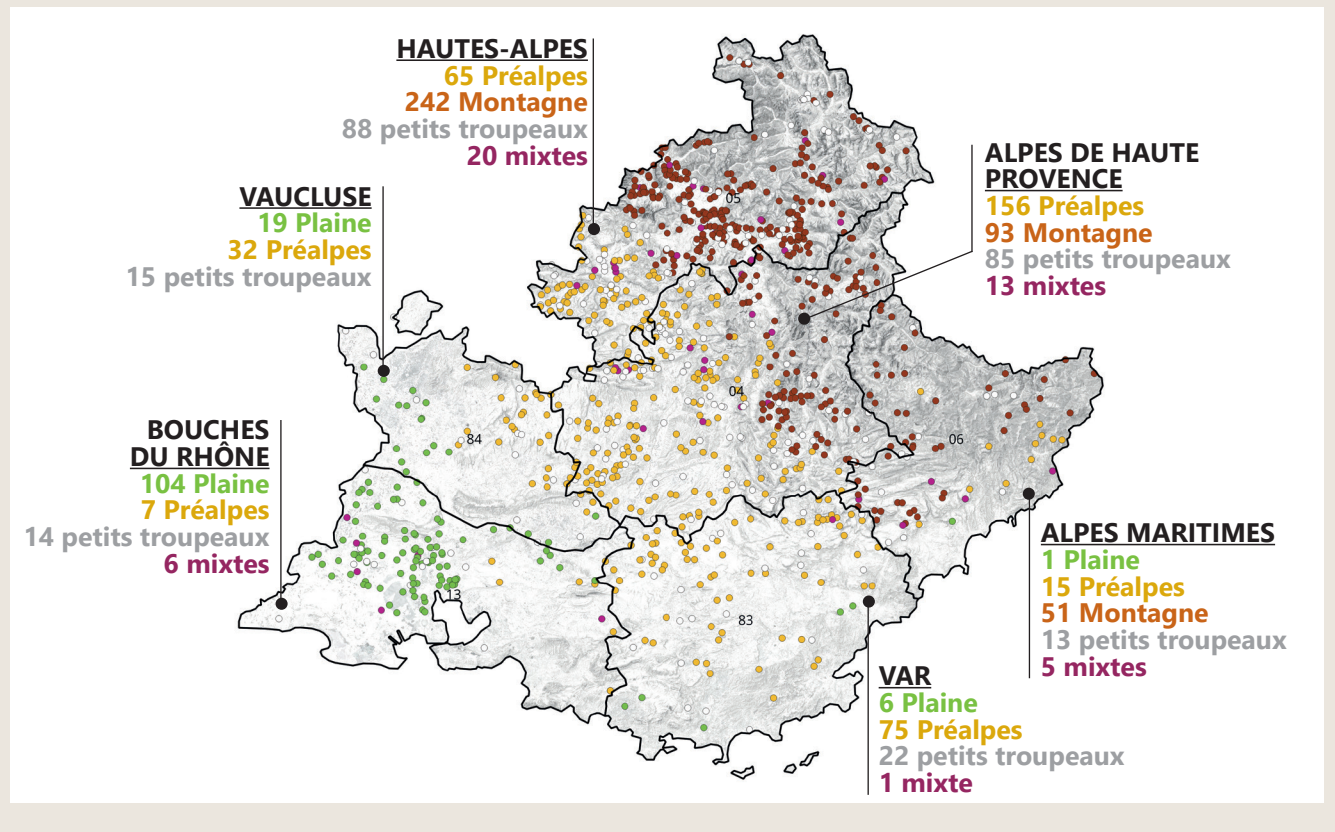 HAUTES-ALPES
65 Préalpes
242 Montagne
88 petits troupeaux
20 mixtes
ALPES DE HAUTE
PROVENCE
156 Préalpes
93 Montagne
85 petits troupeaux
13 mixtes
VAUCLUSE
19 Plaine
32 Préalpes
15 petits troupeaux
BOUCHES
DU RHÔNE
104 Plaine
7 Préalpes
14 petits troupeaux
6 mixtes
ALPES MARITIMES
1 Plaine
15 Préalpes
51 Montagne
13 petits troupeaux
5 mixtes
VAR
6 Plaine
75 Préalpes
22 petits troupeaux
1 mixte
05
04
84
06
13
83